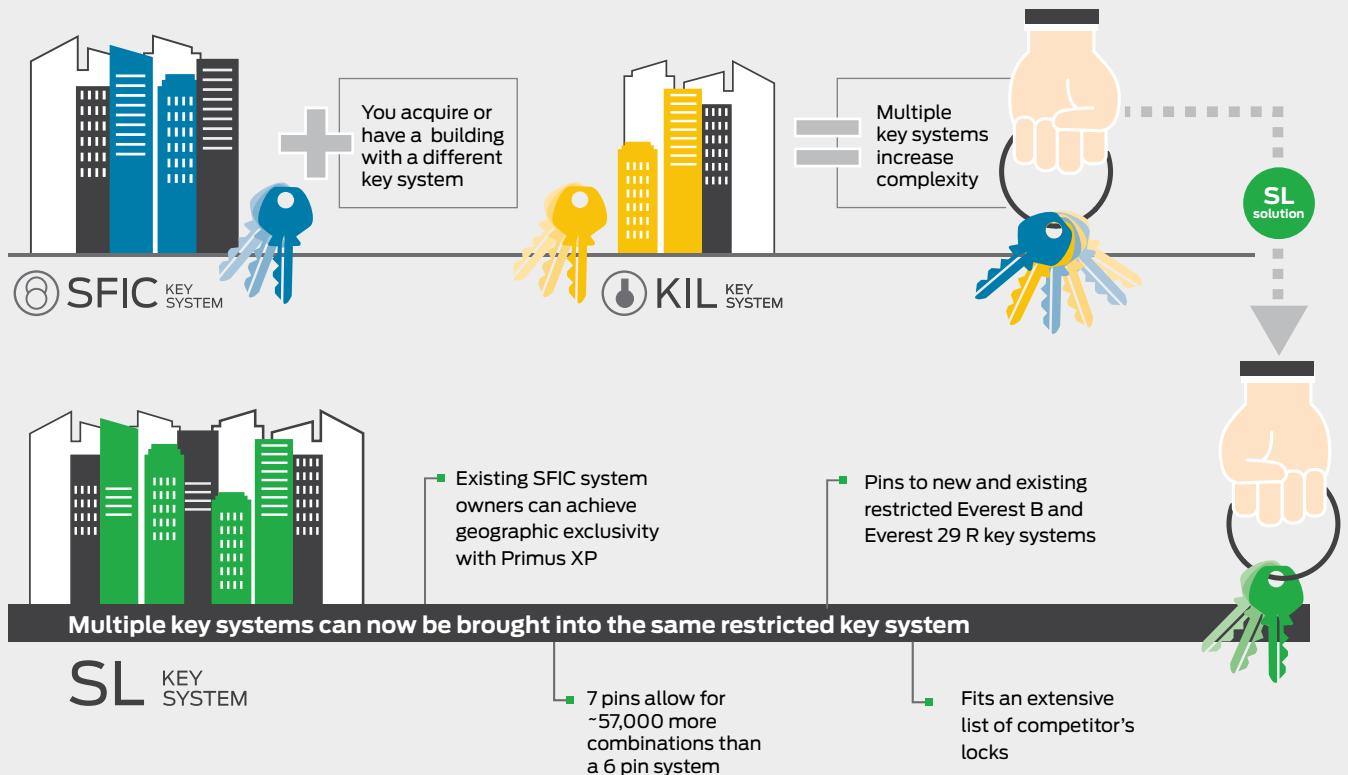 You acquire or
have a building
with a different
key system
Multiple
key systems
increase
complexity
SL
solution
SFIC KEY
SYSTEM
KIL KEY
SYSTEM
Existing SFIC system
owners can achieve
geographic exclusivity
with Primus XP
Pins to new and existing
restricted Everest B and
Everest 29 R key systems
Multiple key systems can now be brought into the same restricted key system
SL KEY
SYSTEM
7 pins allow for
~57,000 more
combinations than
a 6 pin system
Fits an extensive
list of competitor’s
locks